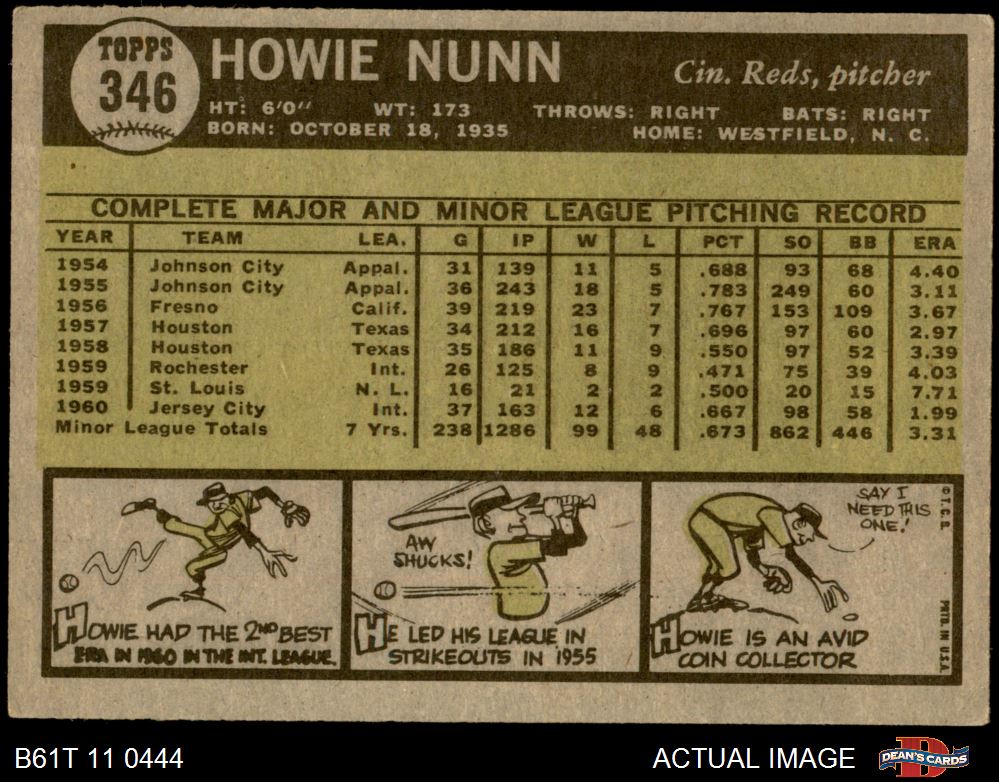 TOPPS
346
HOWIE NUNN
Cin. Reds, pitcher
HT: 6'0" WT: 173 THROWS: RIGHT BATS: RIGHT
BORN: OCTOBER 18, 1935 HOME: WESTFIELD, N. C.
COMPLETE MAJOR AND MINOR LEAGUE PITCHING RECORD
YEAR TEAM LEA. G IP W L PCT SO BB ERA
1954 Johnson City Appal. 31 139 11 5 .688 93 68 4.40
1955 Johnson City Appal. 36 243 18 5 .783 249 60 3.11
1956 Fresno Calif. 39 219 23 7 .767 153 109 3.67
1957 Houston Texas 34 212 16 7 .696 97 60 2.97
1958 Houston Texas 35 186 11 9 .550 97 52 3.39
1959 Rochester Int. 26 125 8 9 .471 75 39 4.03
1959 St. Louis N. L. 16 21 2 2 .500 20 15 7.71
1960 Jersey City Int. 37 163 12 6 .667 98 58 1.99
Minor League Totals 7 Yrs. 238 1286 99 48 .673 862 446 3.31
HOWIE HAD THE 2ND BEST
ERA IN 1960 IN THE INT. LEAGUE.
AW
SHUCKS!
HE LED HIS LEAGUE IN
STRIKEOUTS IN 1955
SAY I
NEED THIS
ONE!
HOWIE IS AN AVID
COIN COLLECTOR
© T. C. G.
PRTD. IN U.S.A.
B61T 11 0444
ACTUAL IMAGE
DEAN'S CARDS